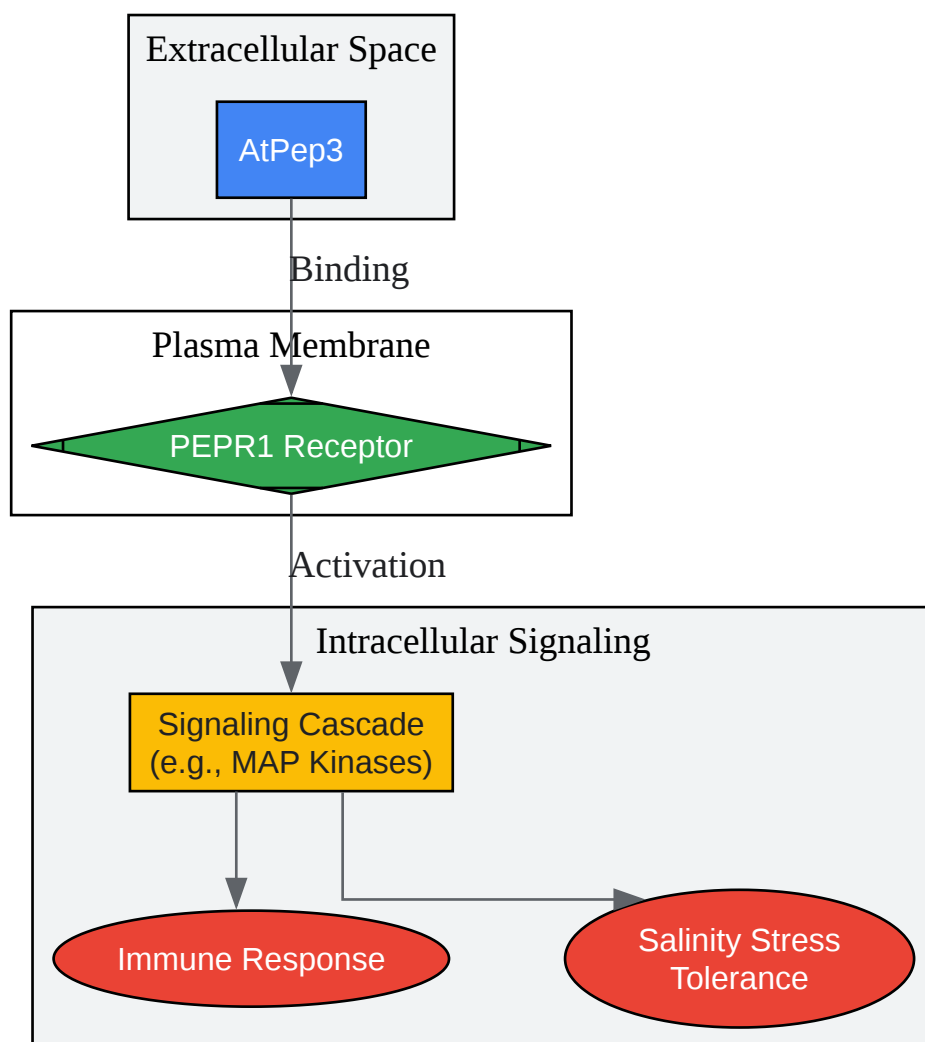 Extracellular Space
AtPep3
Binding
Plasma Membrane
PEPR1 Receptor
Activation
Intracellular Signaling
Signaling Cascade
(e.g., MAP Kinases)
Immune Response
Salinity Stress
Tolerance